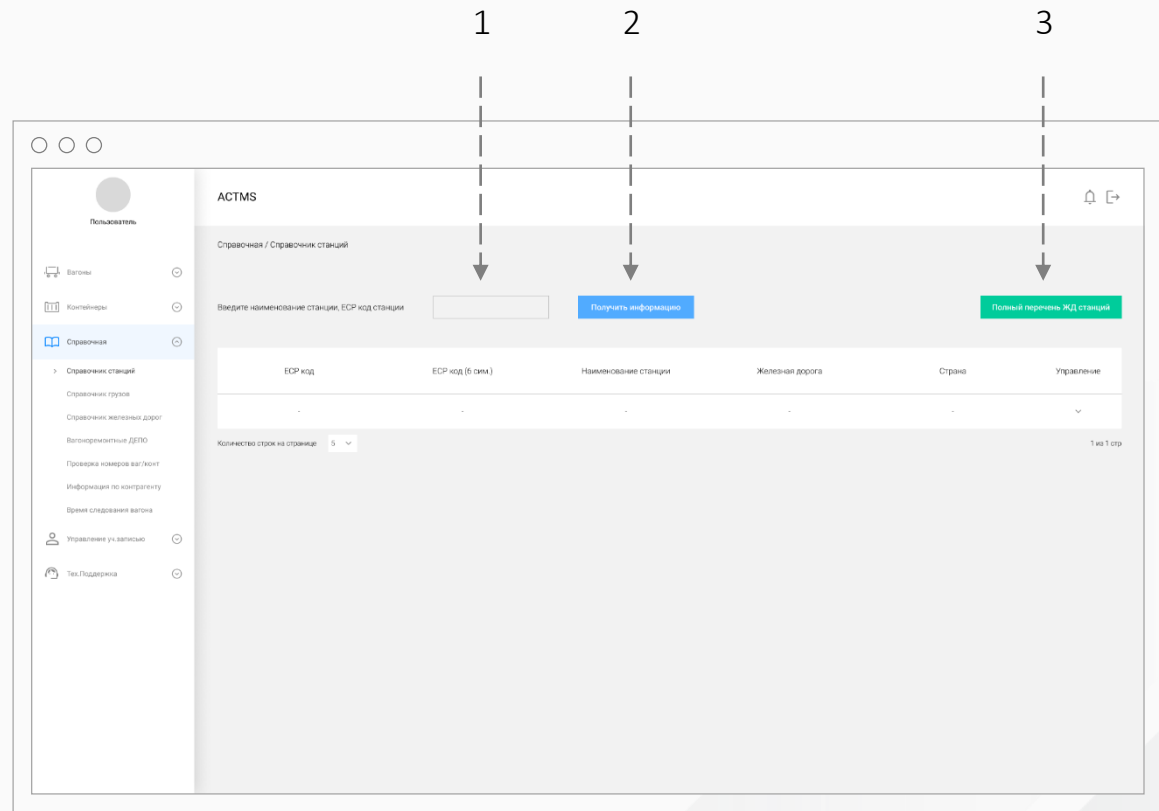 1 2 3
Пользователь
ACTMS
Справочная / Справочник станций
Вагоны
Контейнеры
Справочная
Справочник станций
Справочник грузов
Справочник железных дорог
Вагоноремонтные ДЕПО
Проверка номеров ваг/конт
Информация по контрагенту
Время следования вагона
Управление уч.записью
Тех.Поддержка
Введите наименование станции, ЕСР код станции
Получить информацию
Полный перечень ЖД станций
ЕСР код ЕСР код (6 сим.) Наименование станции Железная дорога Страна Управление
- - - - -
Количество строк на странице 5
1 из 1 стр